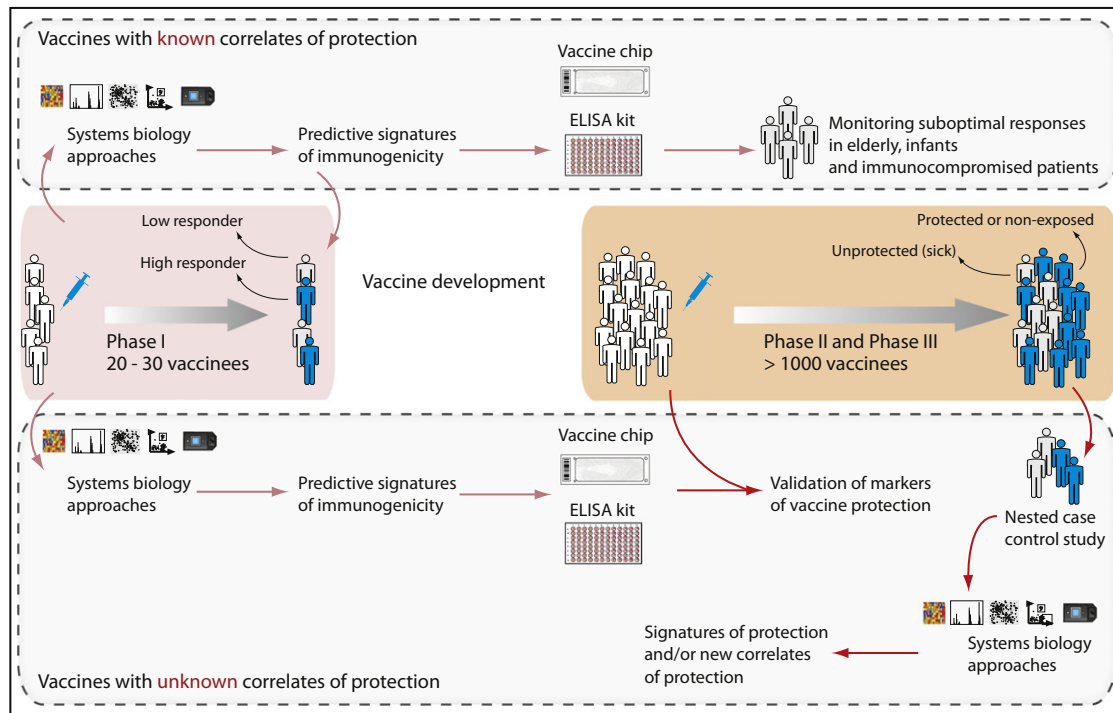 Vaccines with known correlates of protection
Vaccine chip
Systems biology
approaches
Predictive signatures
of immunogenicity
ELISA kit
Monitoring suboptimal responses
in elderly, infants
and immunocompromised patients
Low responder
High responder
Vaccine development
Protected or non-exposed
Unprotected (sick)
Phase I
20 - 30 vaccinees
Phase II and Phase III
> 1000 vaccinees
Vaccine chip
Systems biology
approaches
Predictive signatures
of immunogenicity
ELISA kit
Validation of markers
of vaccine protection
Nested case
control study
Systems biology
approaches
Signatures of protection
and/or new correlates
of protection
Vaccines with unknown correlates of protection